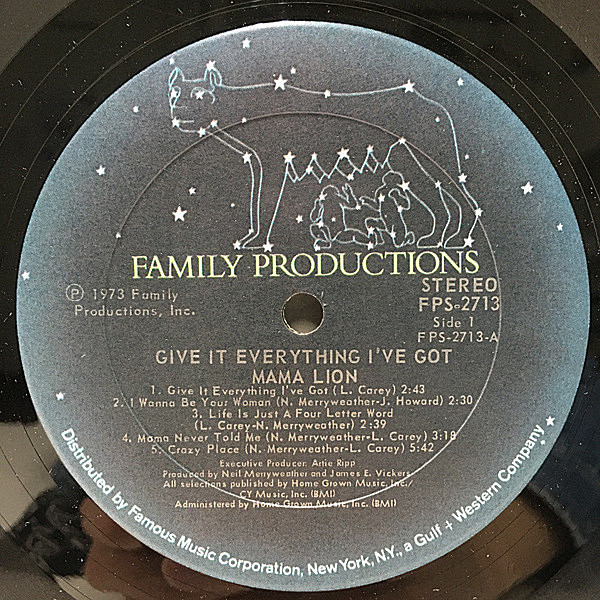 FAMILY PRODUCTIONS
Ⓟ 1973 Family
Productions, Inc.
STEREO
FPS-2713
Side 1
FPS-2713-A
GIVE IT EVERYTHING I'VE GOT
MAMA LION
1. Give It Everything I've Got (L. Carey) 2:43
2. I Wanna Be Your Woman (N. Merryweather-J. Howard) 2:30
3. Life Is Just A Four Letter Word
(L. Carey-N. Merryweather) 2:39
4. Mama Never Told Me (N. Merryweather-L. Carey) 3:18
5. Crazy Place (N. Merryweather-L. Carey) 5:42
Executive Producer: Artie Ripp
Produced by Neil Merryweather and James E. Vickers
All selections published by Home Grown Music, Inc./
CY Music, Inc. (BMI)
Administered by Home Grown Music, Inc. (BMI)
Distributed by Famous Music Corporation, New York, N.Y., a Gulf + Western Company